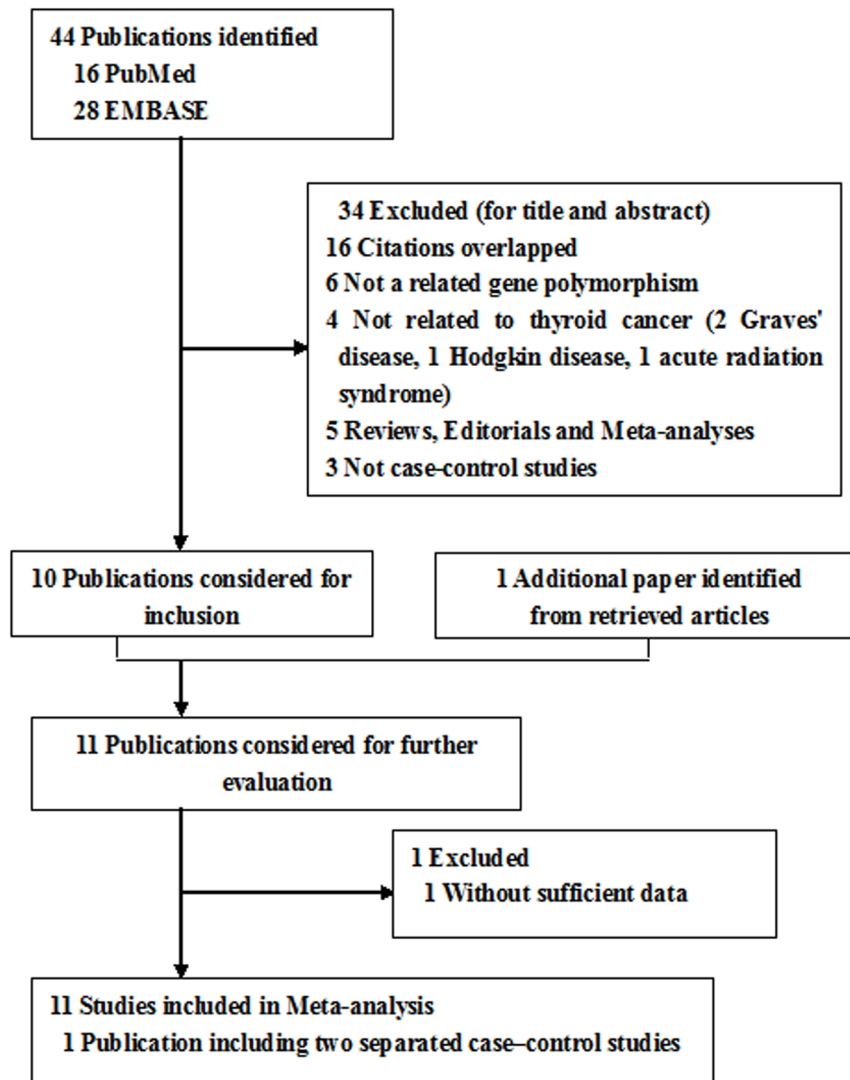 44 Publications identified
16 PubMed
28 EMBASE
34 Excluded (for title and abstract)
16 Citations overlapped
6 Not a related gene polymorphism
4 Not related to thyroid cancer (2 Graves'
disease, 1 Hodgkin disease, 1 acute radiation
syndrome)
5 Reviews, Editorials and Meta-analyses
3 Not case-control studies
10 Publications considered for
inclusion
1 Additional paper identified
from retrieved articles
11 Publications considered for further
evaluation
1 Excluded
1 Without sufficient data
11 Studies included in Meta-analysis
1 Publication including two separated case–control studies